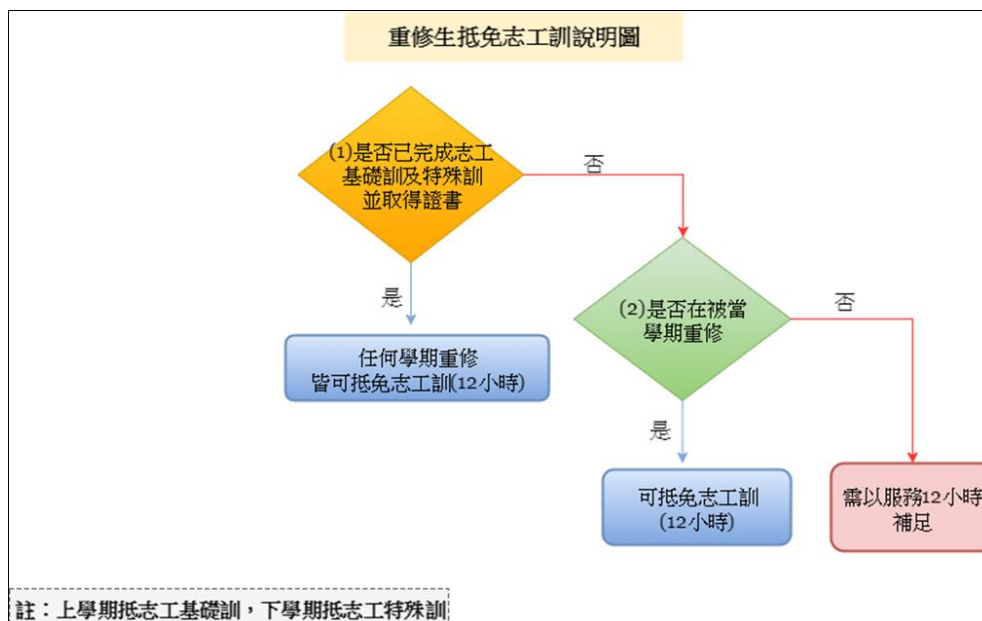 重修生抵免志工訓說明圖
(1)是否已完成志工
基礎訓及特殊訓
並取得證書
否
是
任何學期重修
皆可抵免志工訓(12小時)
(2)是否在被當
學期重修
否
是
可抵免志工訓
(12小時)
需以服務12小時
補足
註：上學期抵志工基礎訓，下學期抵志工特殊訓